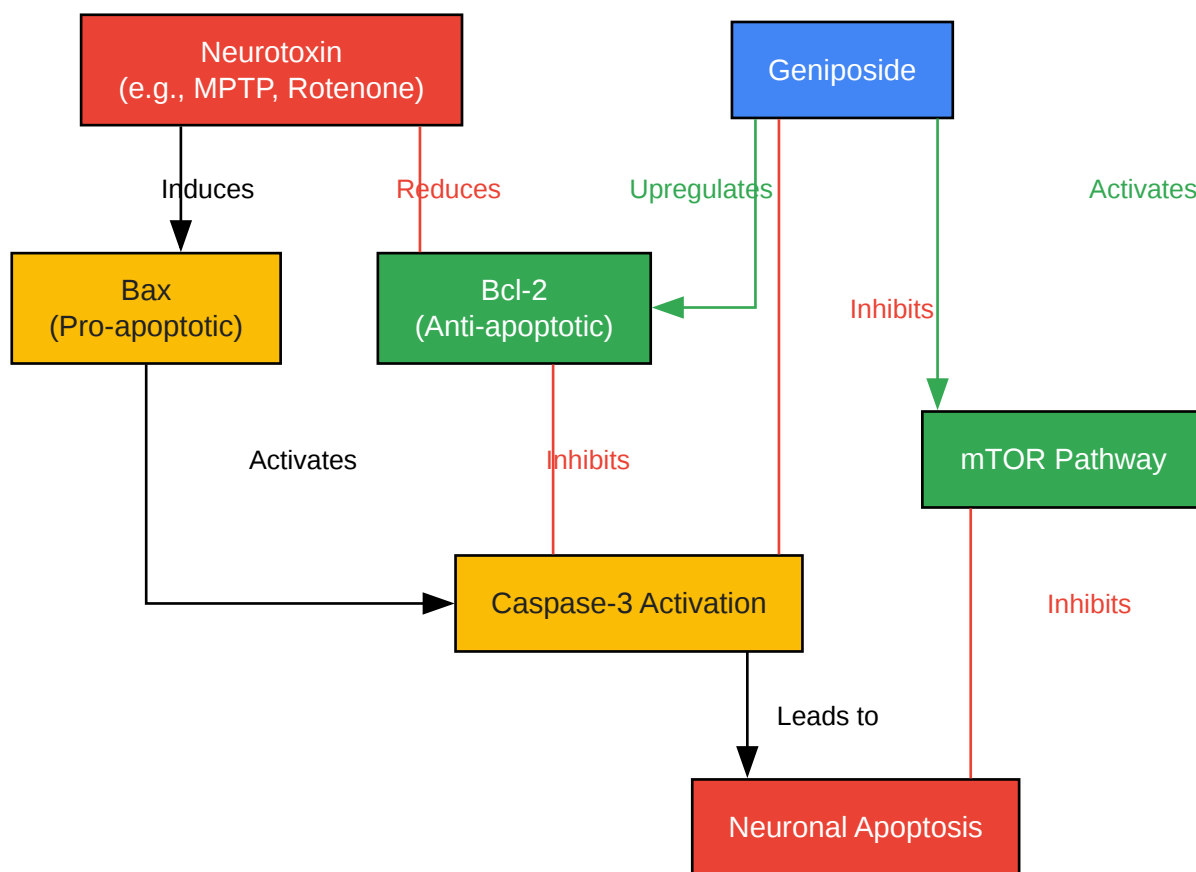 Neurotoxin
(e.g., MPTP, Rotenone)
Geniposide
Induces
Reduces
Upregulates
Activates
Bax
(Pro-apoptotic)
Bcl-2
(Anti-apoptotic)
Inhibits
mTOR Pathway
Activates
Inhibits
Caspase-3 Activation
Inhibits
Leads to
Neuronal Apoptosis